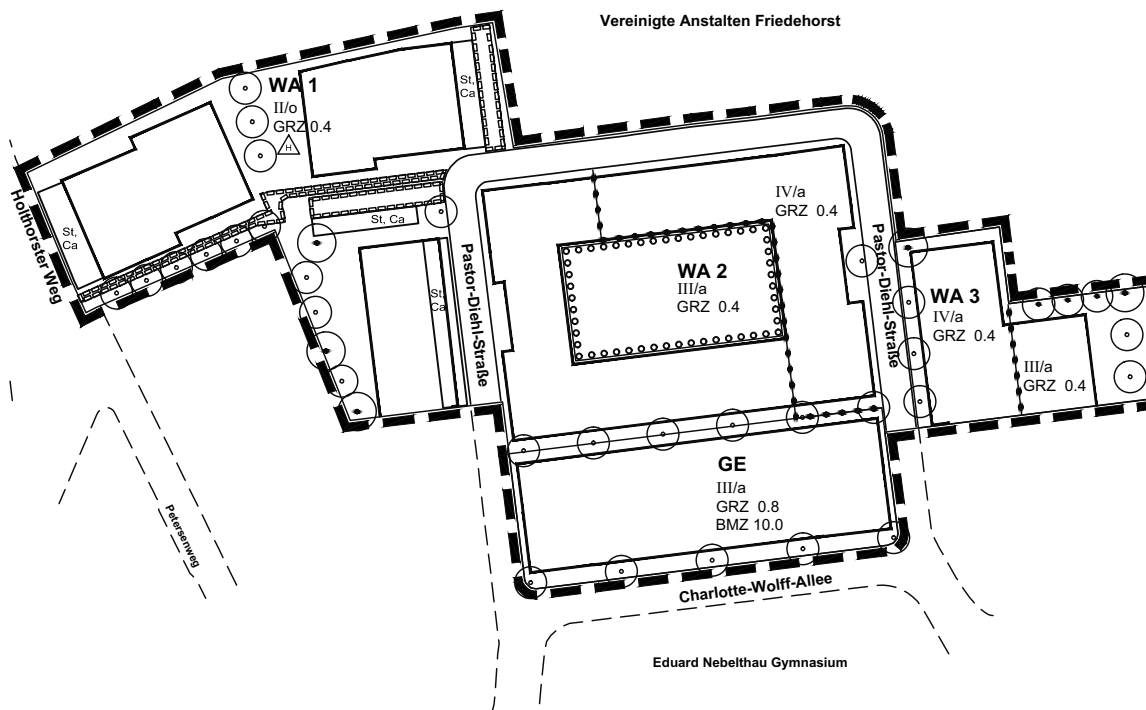 Vereinigte Anstalten Friedehorst
WA 1
II/o
GRZ 0.4
H
St,
Ca
St,
Ca
Holthorster Weg
St, Ca
St,
Ca
Pastor-Diehl-Straße
IV/a
GRZ 0.4
WA 2
III/a
GRZ 0.4
Pastor-Diehl-Straße
WA 3
IV/a
GRZ 0.4
III/a
GRZ 0.4
GE
III/a
GRZ 0.8
BMZ 10.0
Petersenweg
Charlotte-Wolff-Allee
Eduard Nebelthau Gymnasium